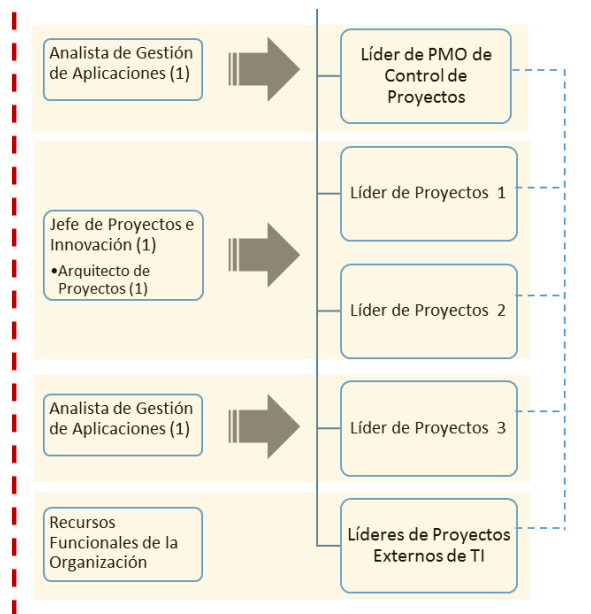 Analista de Gestión
de Aplicaciones (1)
Líder de PMO de
Control de
Proyectos
Jefe de Proyectos e
Innovación (1)
•Arquitecto de
Proyectos (1)
Líder de Proyectos 1
Líder de Proyectos 2
Analista de Gestión
de Aplicaciones (1)
Líder de Proyectos 3
Recursos
Funcionales de la
Organización
Líderes de Proyectos
Externos de TI